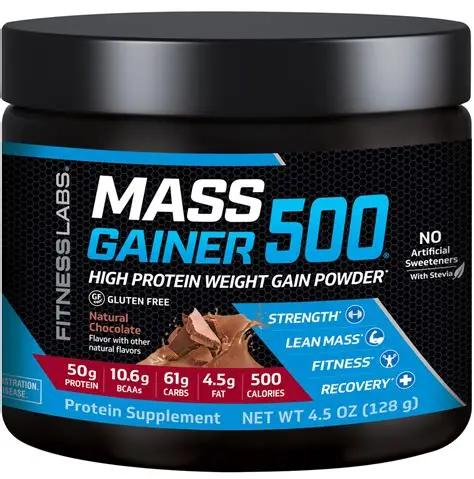 FITNESS LABS®
MASS
GAINER 500®
HIGH PROTEIN WEIGHT GAIN POWDER*
GF GLUTEN FREE
Natural
Chocolate
Flavor with other
natural flavors
NO
Artificial
Sweeteners
With Stevia
STRENGTH*
LEAN MASS*
FITNESS*
RECOVERY*
50g
PROTEIN
10.6g
BCAAs
61g
CARBS
4.5g
FAT
500
CALORIES
Protein Supplement
NET WT 4.5 OZ (128 g)